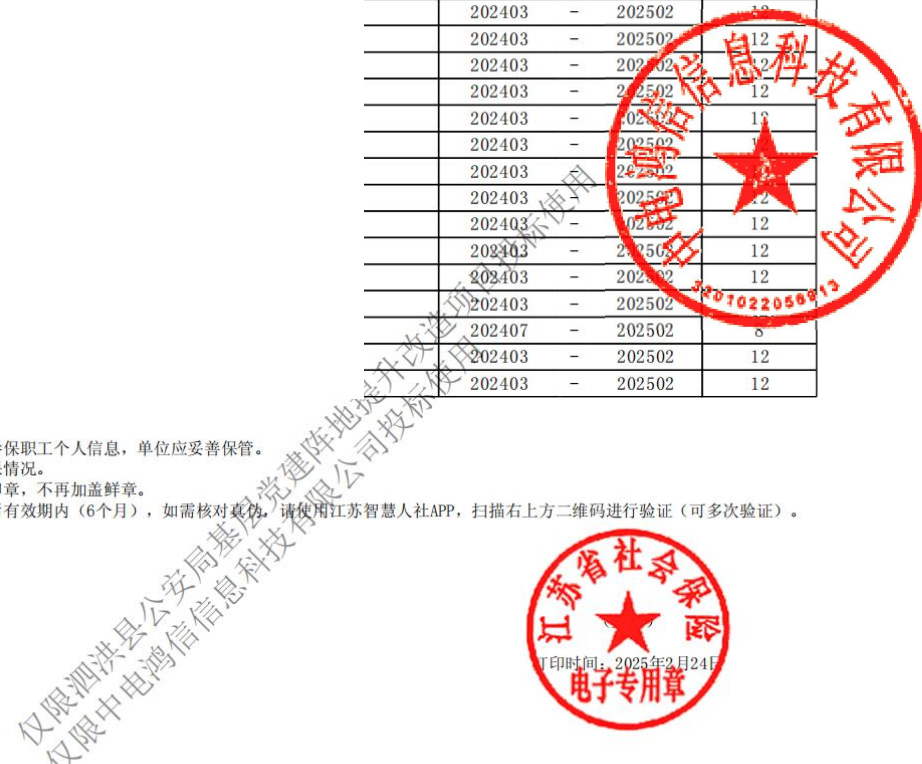 202403 - 202502 12
202403 - 202502 12
202403 - 202502 12
202403 - 202502 12
202403 - 202502 12
202403 - 202502 12
202403 - 202502
202403 - 202502 12
202403 - 202502 12
202403 - 202502 12
202403 - 202502 12
202403 - 202502
202407 - 202502 8
202403 - 202502 12
202403 - 202502 12
中电鸿信信息科技有限公司
3201022056813
保职工个人信息，单位应妥善保管。
情况。
章，不再加盖鲜章。
有效期内（6个月），如需核对真伪，请使用江苏智慧人社APP，扫描右上方二维码进行验证（可多次验证）。
江苏省社会保险
打印时间：2025年2月24日
电子专用章
仅限泗洪县公安局基层党建阵地提升改造项目投标使用
仅限中电鸿信信息科技有限公司投标使用